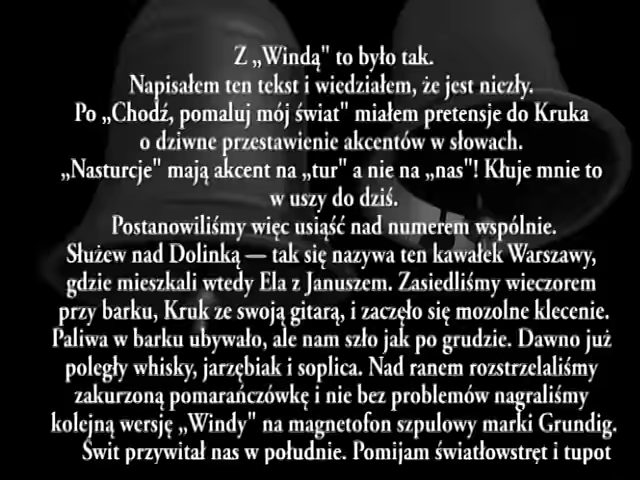 Z „Windą" to było tak.
Napisałem ten tekst i wiedziałem, że jest niezły.
Po „Chodź, pomaluj mój świat" miałem pretensje do Kruka
o dziwne przestawienie akcentów w słowach.
„Nasturcje" mają akcent na „tur" a nie na „nas"! Kłuje mnie to
w uszy do dziś.
Postanowiliśmy więc usiąść nad numerem wspólnie.
Służew nad Dolinką — tak się nazywa ten kawałek Warszawy,
gdzie mieszkali wtedy Ela z Januszem. Zasiedliśmy wieczorem
przy barku, Kruk ze swoją gitarą, i zaczęło się mozolne klecenie.
Paliwa w barku ubywało, ale nam szło jak po grudzie. Dawno już
poległy whisky, jarzębiak i soplica. Nad ranem rozstrzelaliśmy
zakurzoną pomarańczówkę i nie bez problemów nagraliśmy
kolejną wersję „Windy" na magnetofon szpulowy marki Grundig.
Świt przywitał nas w południe. Pomijam światłowstręt i tupot